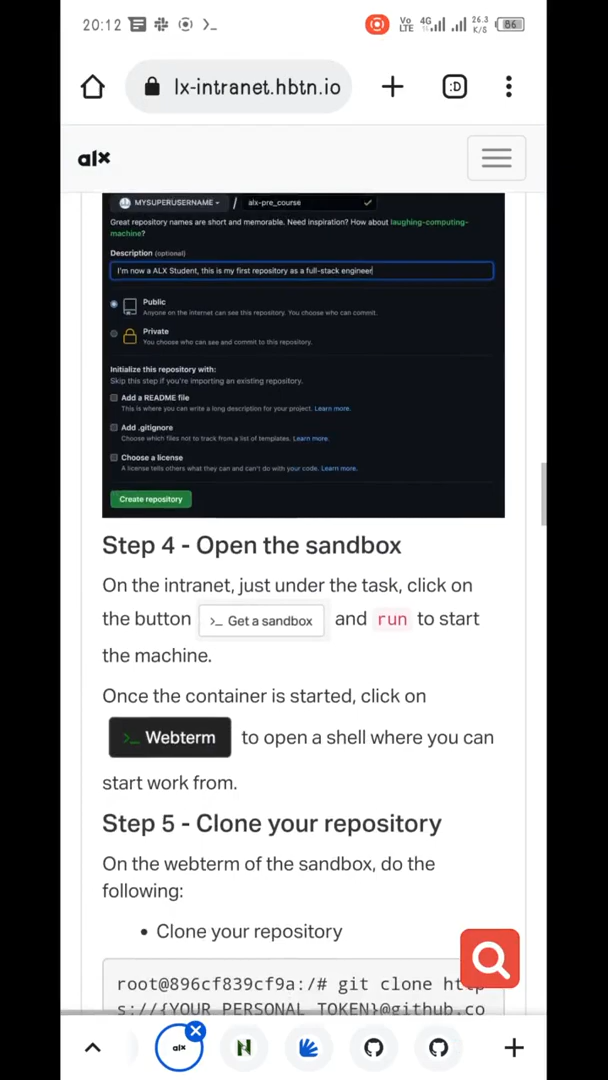 20:12 >_ Vo LTE 4G 26.3 K/S 86
lx-intranet.hbtn.io :D
alx
MYSUPERUSERNAME / alx-pre_course
Great repository names are short and memorable. Need inspiration? How about laughing-computing-
machine?
Description (optional)
I'm now a ALX Student, this is my first repository as a full-stack engineer
Public
Anyone on the internet can see this repository. You choose who can commit.
Private
You choose who can see and commit to this repository.
Initialize this repository with:
Skip this step if you're importing an existing repository.
Add a README file
This is where you can write a long description for your project. Learn more.
Add .gitignore
Choose which files not to track from a list of templates. Learn more.
Choose a license
A license tells others what they can and can't do with your code. Learn more.
Create repository
Step 4 - Open the sandbox
On the intranet, just under the task, click on
the button >_ Get a sandbox and run to start
the machine.
Once the container is started, click on
>_ Webterm to open a shell where you can
start work from.
Step 5 - Clone your repository
On the webterm of the sandbox, do the
following:
• Clone your repository
root@896cf839cf9a:/# git clone http
s://{YOUR_PERSONAL_TOKEN}@github.co
alx N